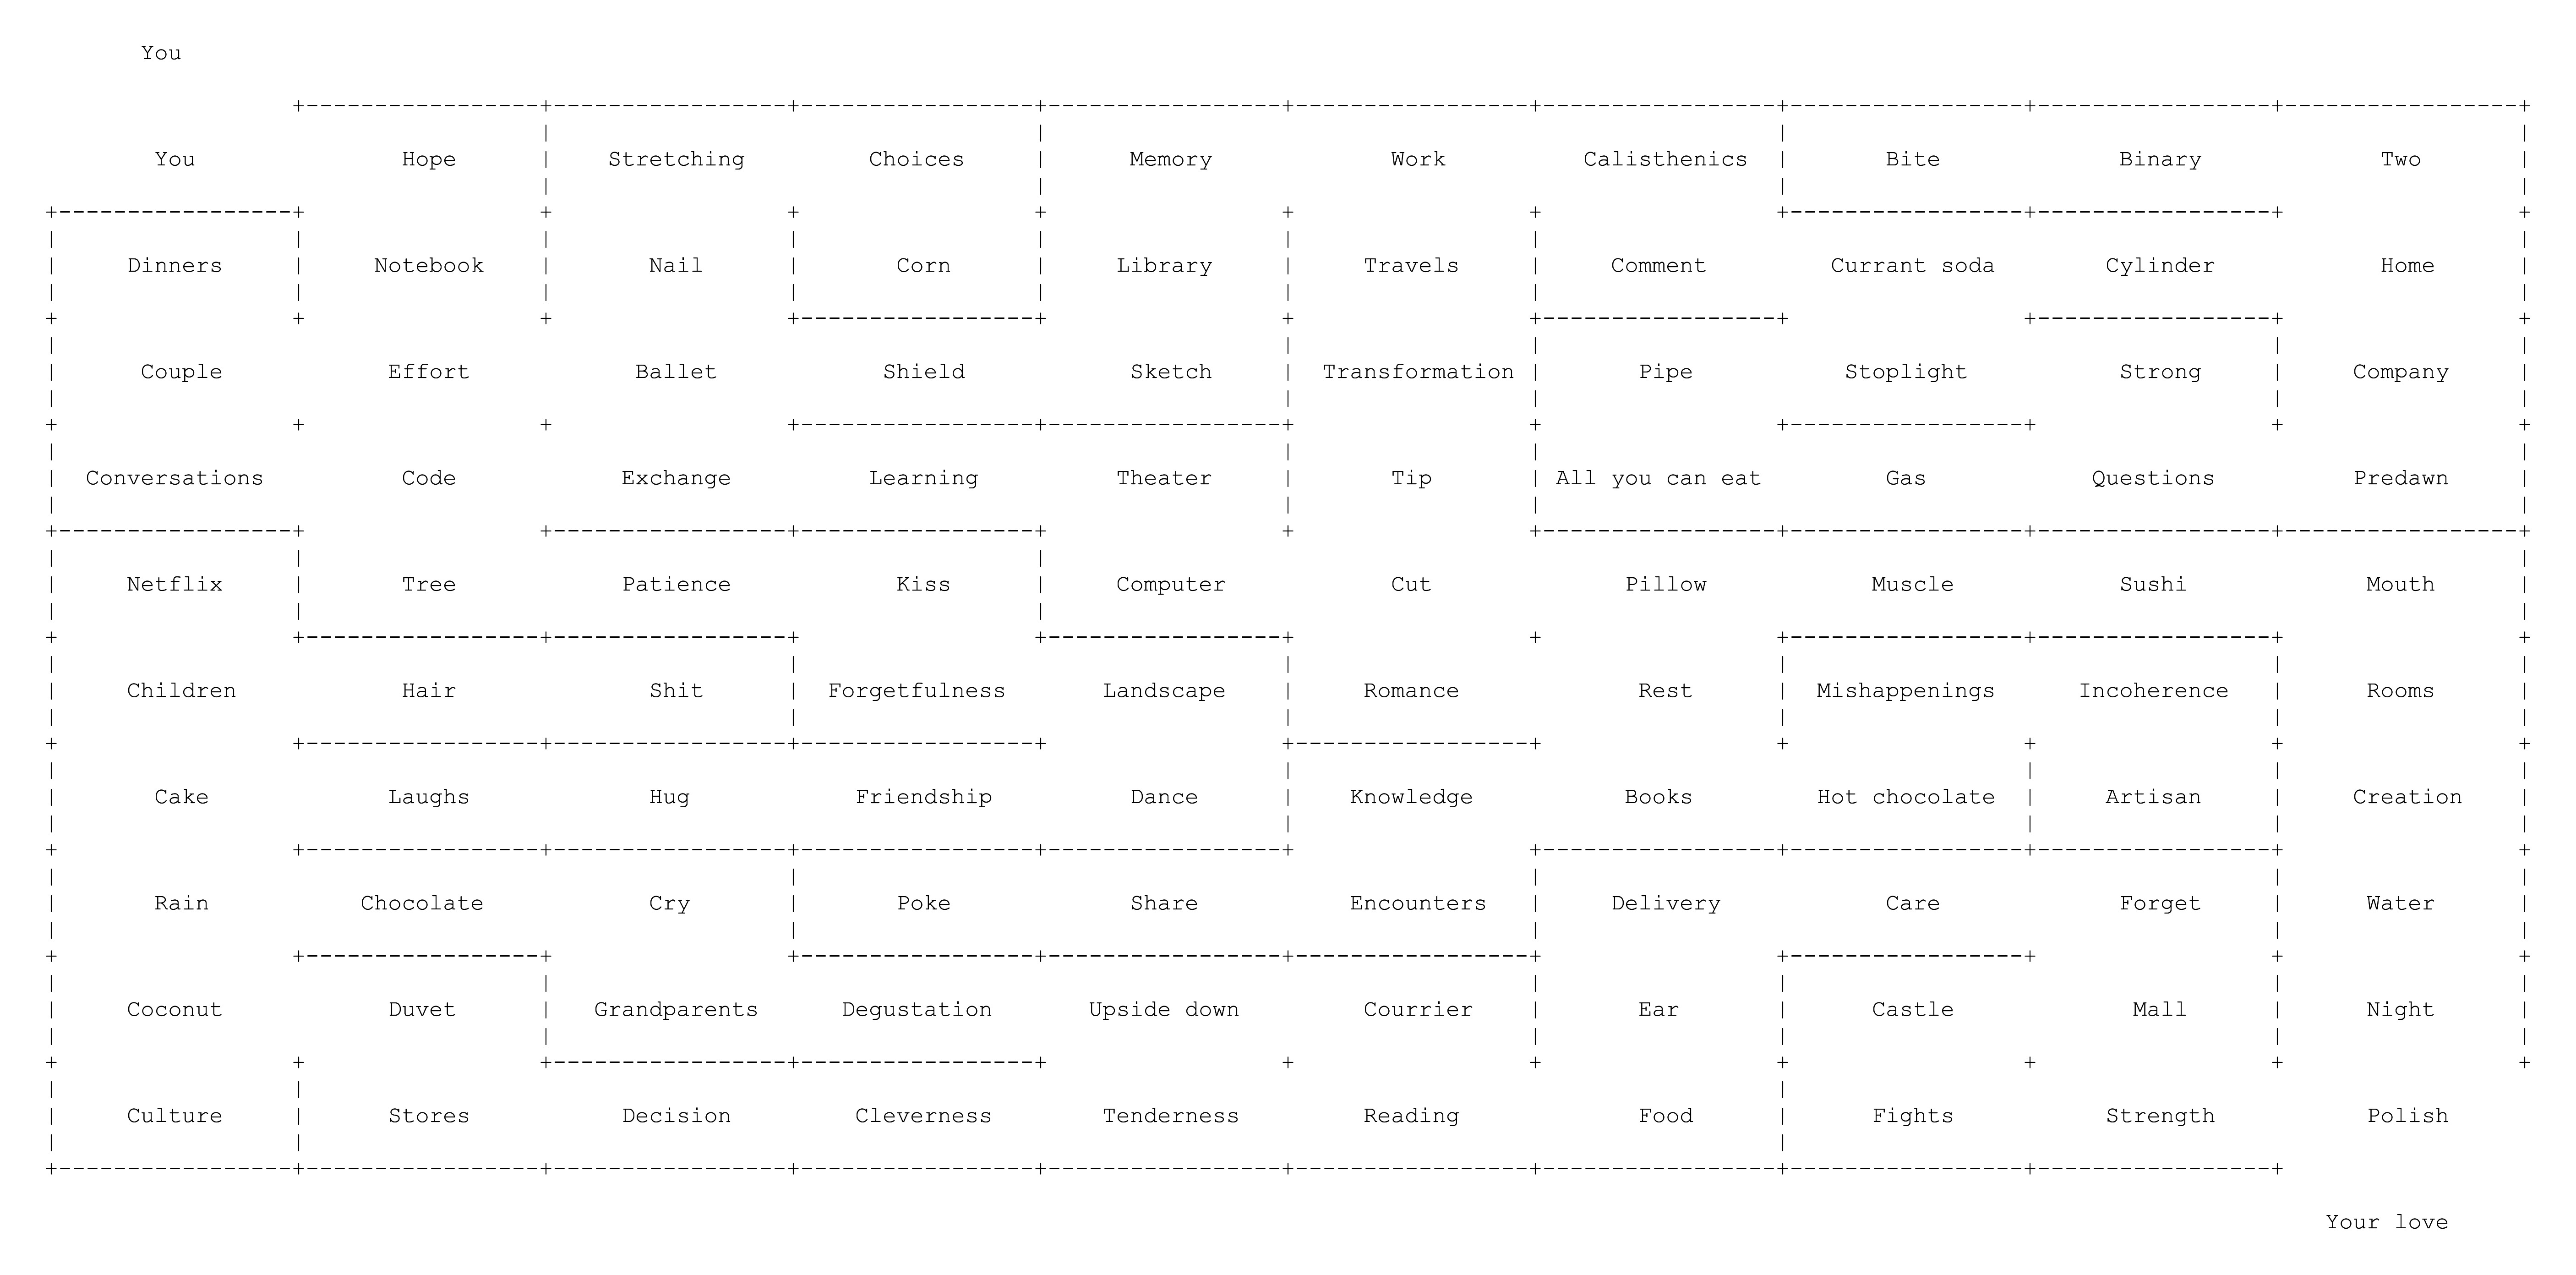 You
You Hope Stretching Choices Memory Work Calisthenics Bite Binary Two
Dinners Notebook Nail Corn Library Travels Comment Currant soda Cylinder Home
Couple Effort Ballet Shield Sketch Transformation Pipe Stoplight Strong Company
Conversations Code Exchange Learning Theater Tip All you can eat Gas Questions Predawn
Netflix Tree Patience Kiss Computer Cut Pillow Muscle Sushi Mouth
Children Hair Shit Forgetfulness Landscape Romance Rest Mishappenings Incoherence Rooms
Cake Laughs Hug Friendship Dance Knowledge Books Hot chocolate Artisan Creation
Rain Chocolate Cry Poke Share Encounters Delivery Care Forget Water
Coconut Duvet Grandparents Degustation Upside down Courrier Ear Castle Mall Night
Culture Stores Decision Cleverness Tenderness Reading Food Fights Strength Polish
Your love